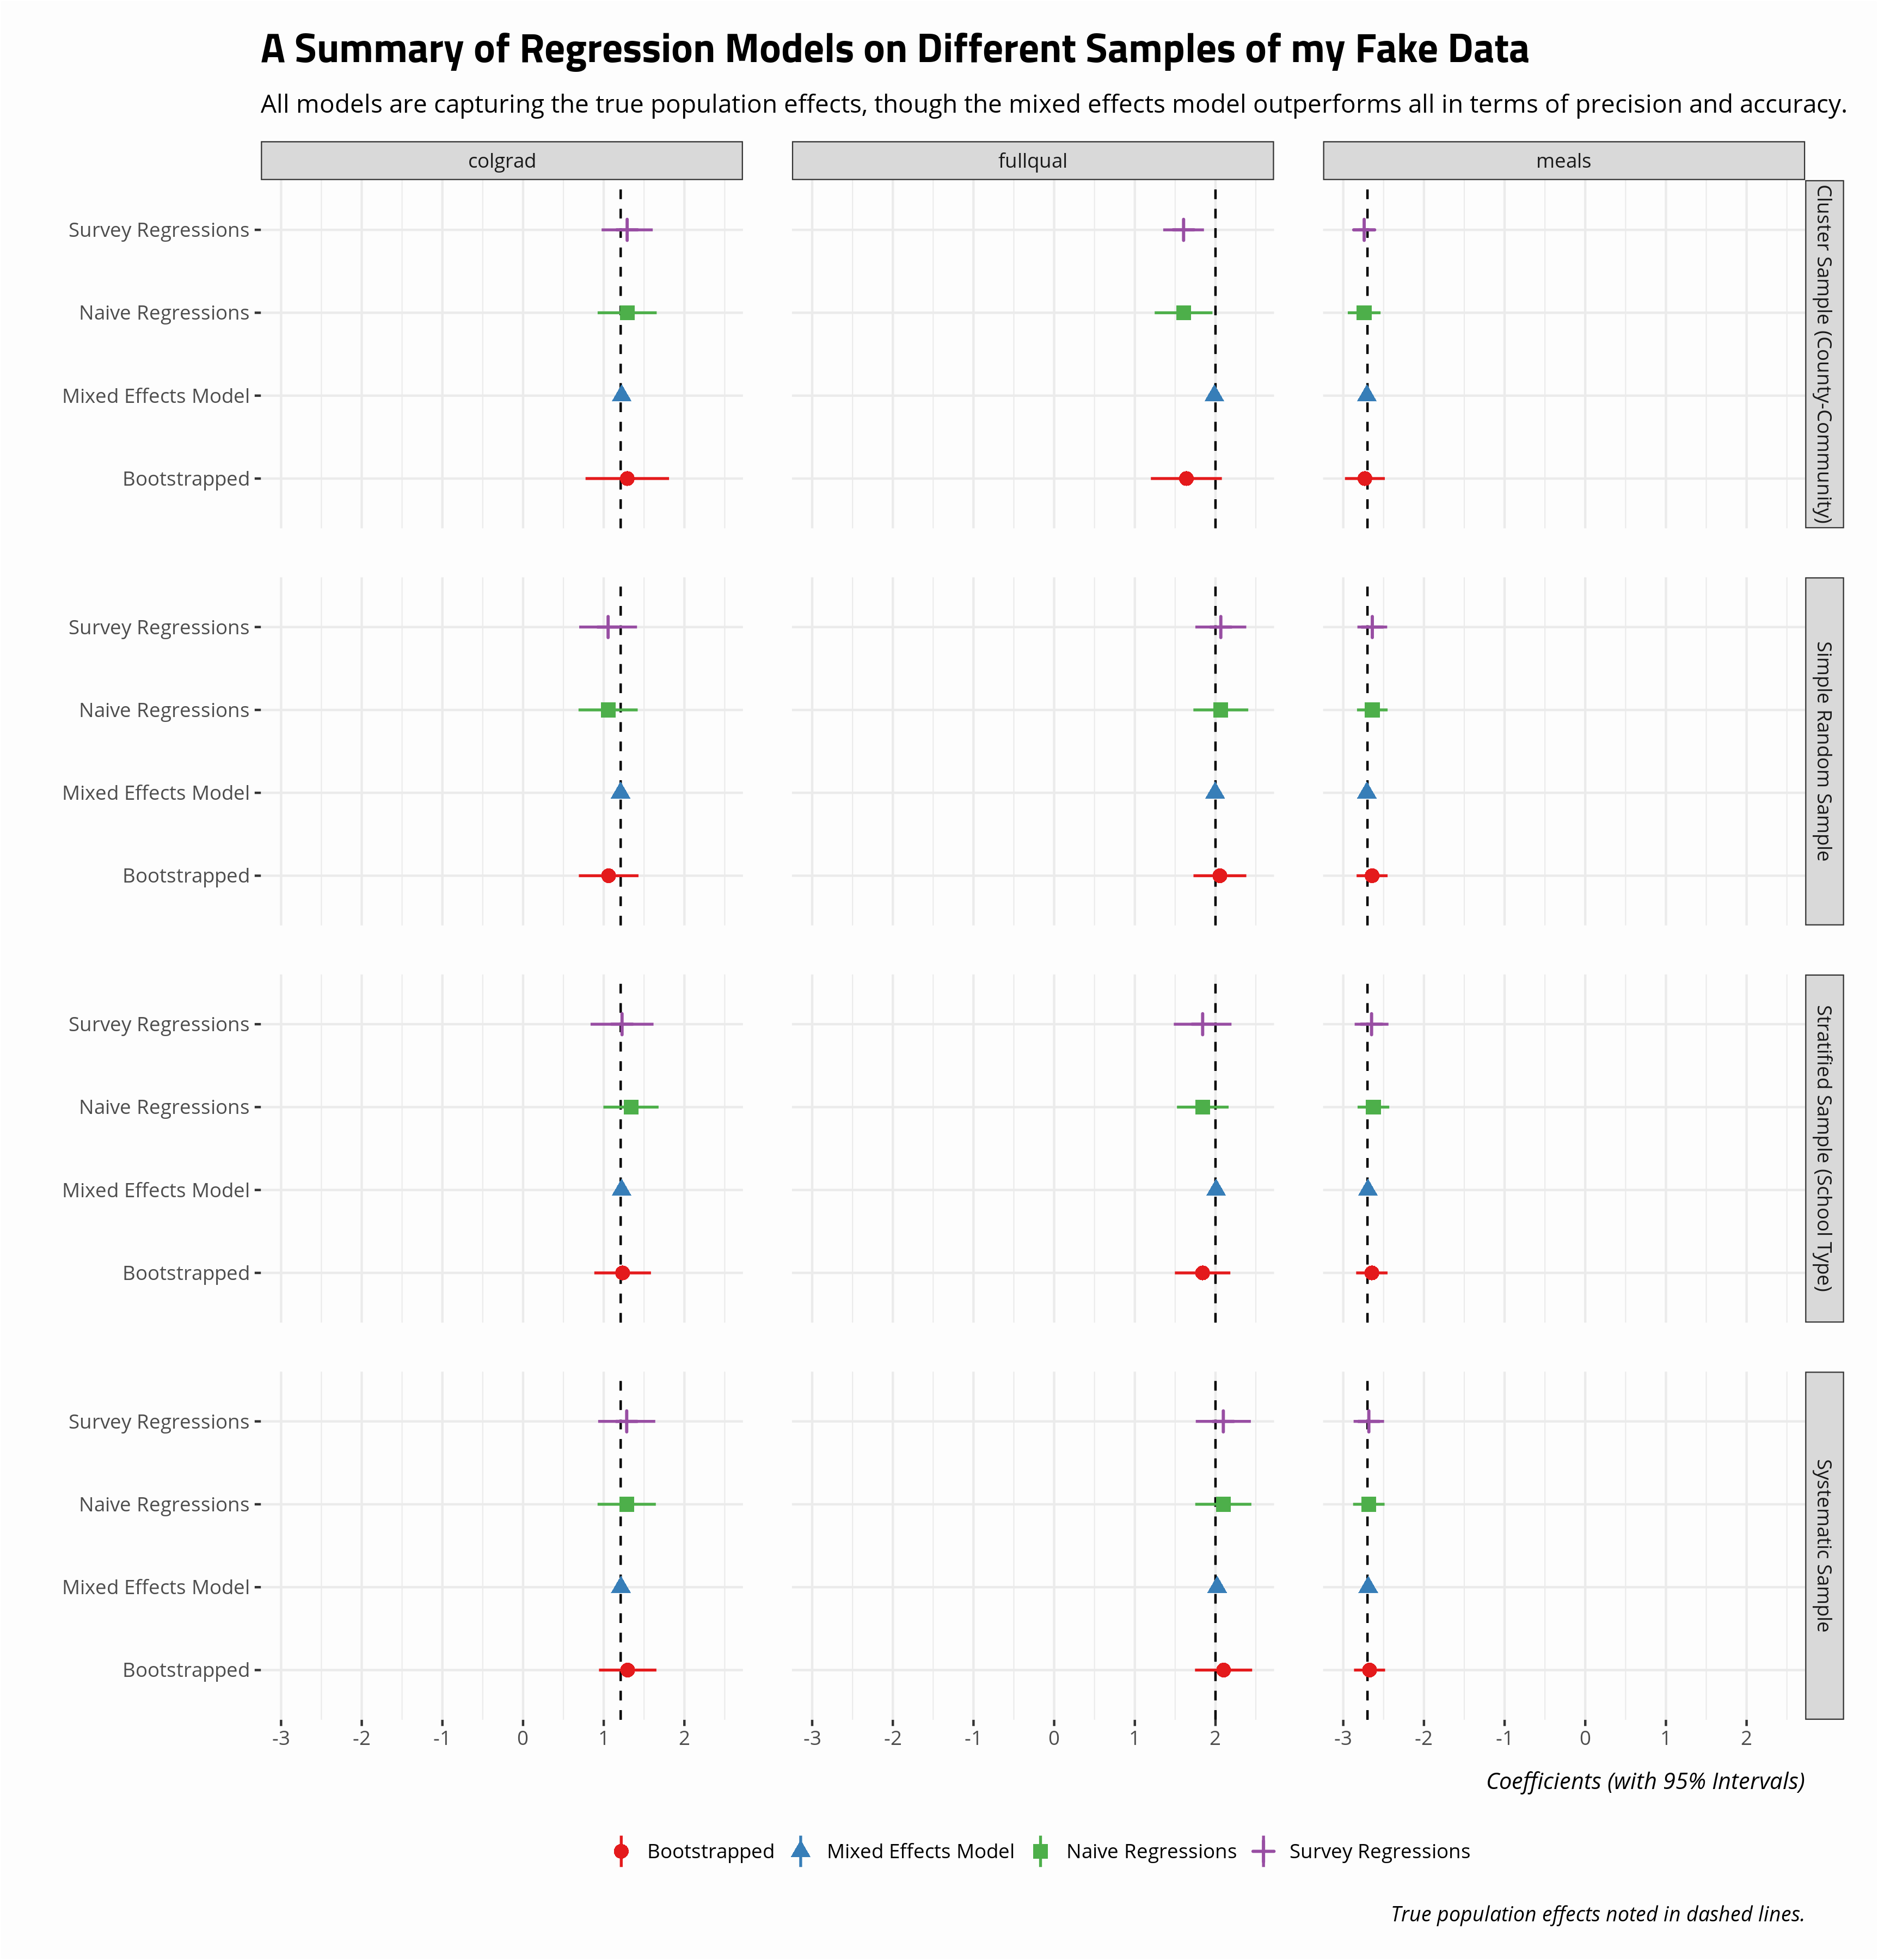 A Summary of Regression Models on Different Samples of my Fake Data
All models are capturing the true population effects, though the mixed effects model outperforms all in terms of precision and accuracy.
colgrad fullqual meals
Survey Regressions
Naive Regressions
Mixed Effects Model
Bootstrapped
Cluster Sample (County-Community)
Survey Regressions
Naive Regressions
Mixed Effects Model
Bootstrapped
Simple Random Sample
Survey Regressions
Naive Regressions
Mixed Effects Model
Bootstrapped
Stratified Sample (School Type)
Survey Regressions
Naive Regressions
Mixed Effects Model
Bootstrapped
Systematic Sample
-3 -2 -1 0 1 2 -3 -2 -1 0 1 2 -3 -2 -1 0 1 2
Coefficients (with 95% Intervals)
Bootstrapped Mixed Effects Model Naive Regressions Survey Regressions
True population effects noted in dashed lines.